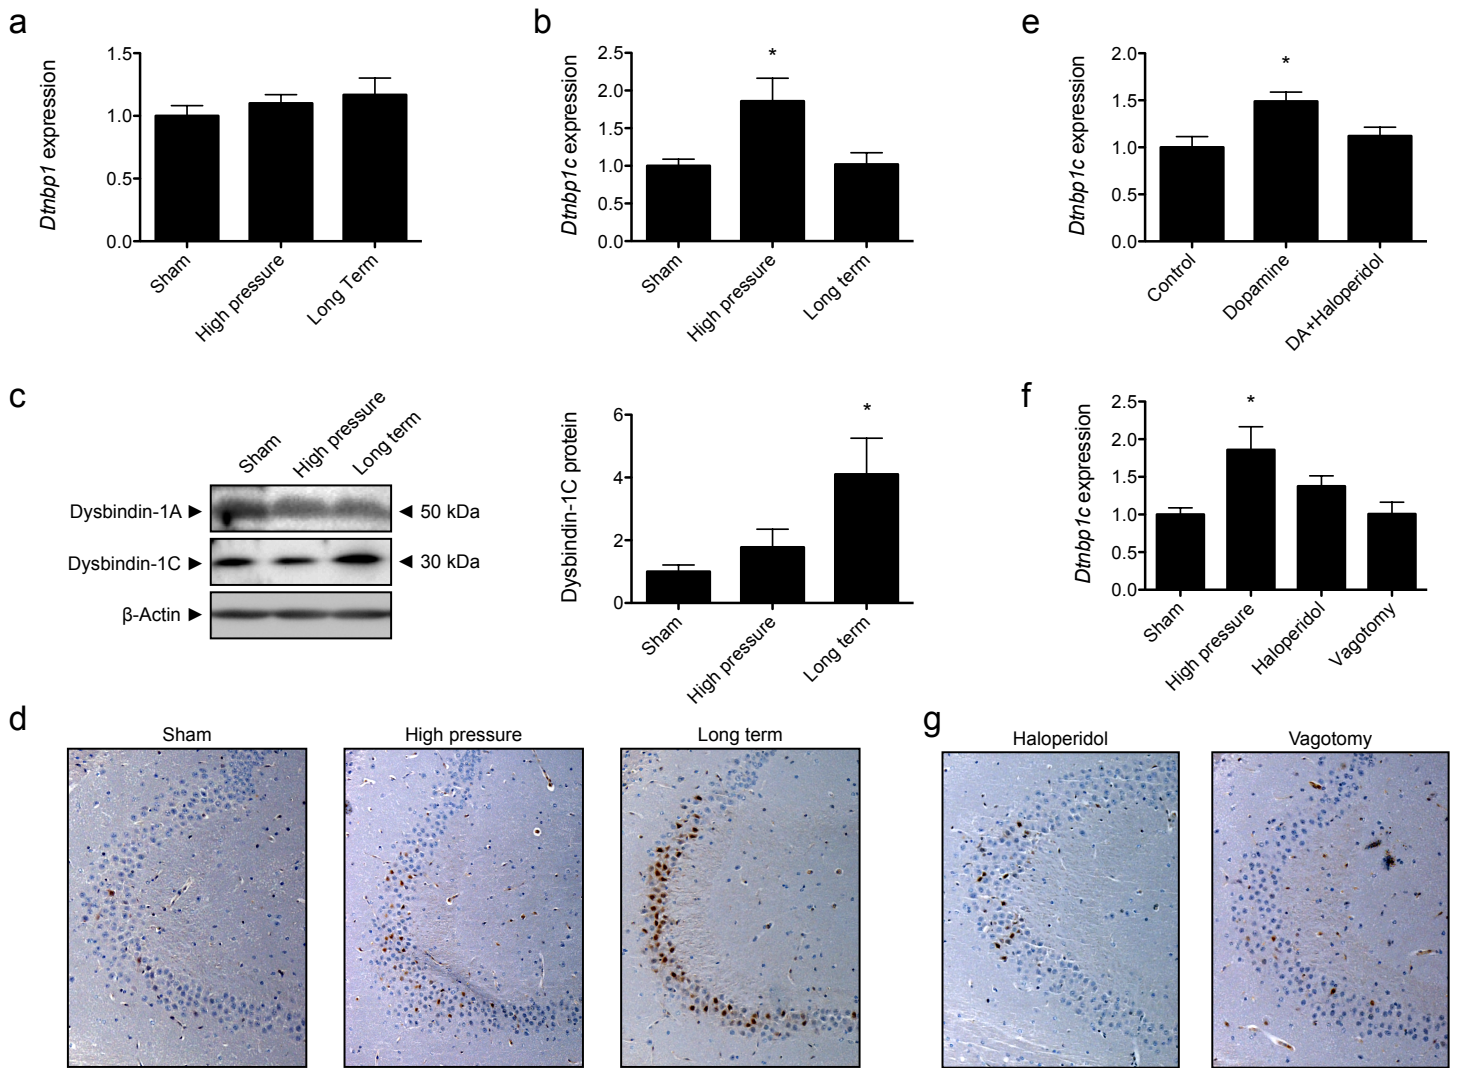 a
1.5
1.0
0.5
0.0
Dtnbp1 expression
Sham
High pressure
Long Term
b
*
2.5
2.0
1.5
1.0
0.5
0.0
Dtnbp1c expression
Sham
High pressure
Long term
e
*
2.0
1.5
1.0
0.5
0.0
Dtnbp1c expression
Control
Dopamine
DA+Haloperidol
c
Sham
High pressure
Long term
Dysbindin-1A ► ◄ 50 kDa
Dysbindin-1C ► ◄ 30 kDa
β-Actin ►
*
6
4
2
0
Dysbindin-1C protein
Sham
High pressure
Long term
f
*
2.5
2.0
1.5
1.0
0.5
0.0
Dtnbp1c expression
Sham
High pressure
Haloperidol
Vagotomy
d
Sham
High pressure
Long term
g
Haloperidol
Vagotomy